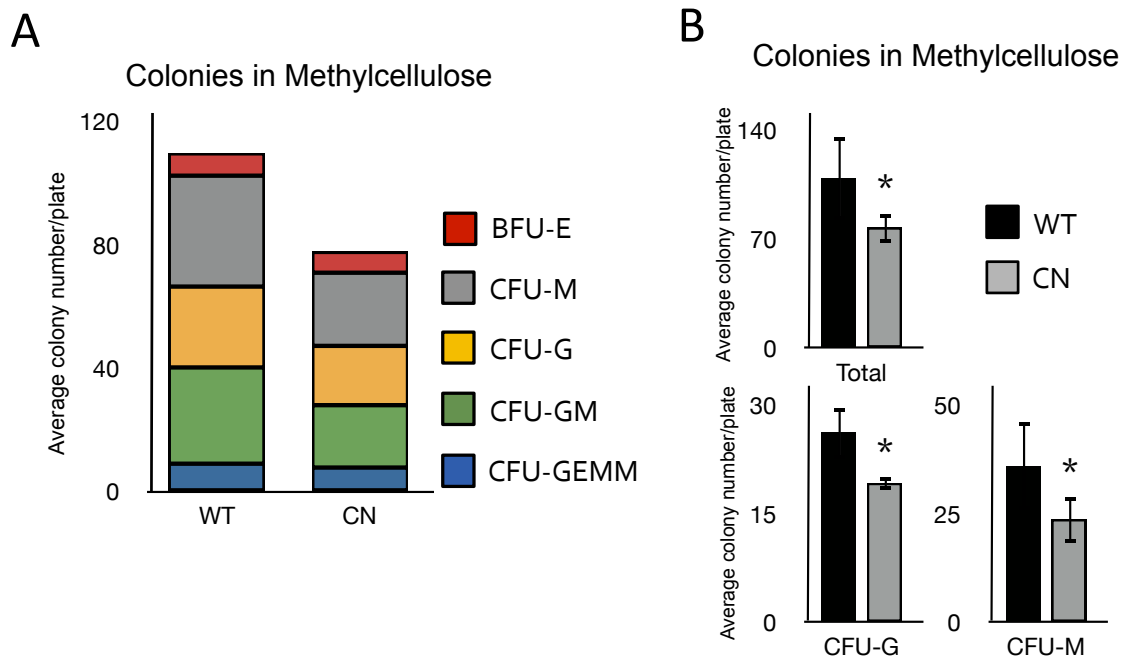 A
Colonies in Methylcellulose
Average colony number/plate
120
80
40
0
WT
CN
BFU-E
CFU-M
CFU-G
CFU-GM
CFU-GEMM
B
Colonies in Methylcellulose
Average colony number/plate
140
70
0
Total
*
WT
CN
Average colony number/plate
30
15
0
CFU-G
*
50
25
0
CFU-M
*